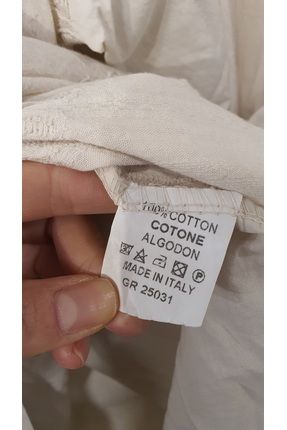 100% COTTON
COTONE
ALGODON
P
MADE IN ITALY
GR 25031